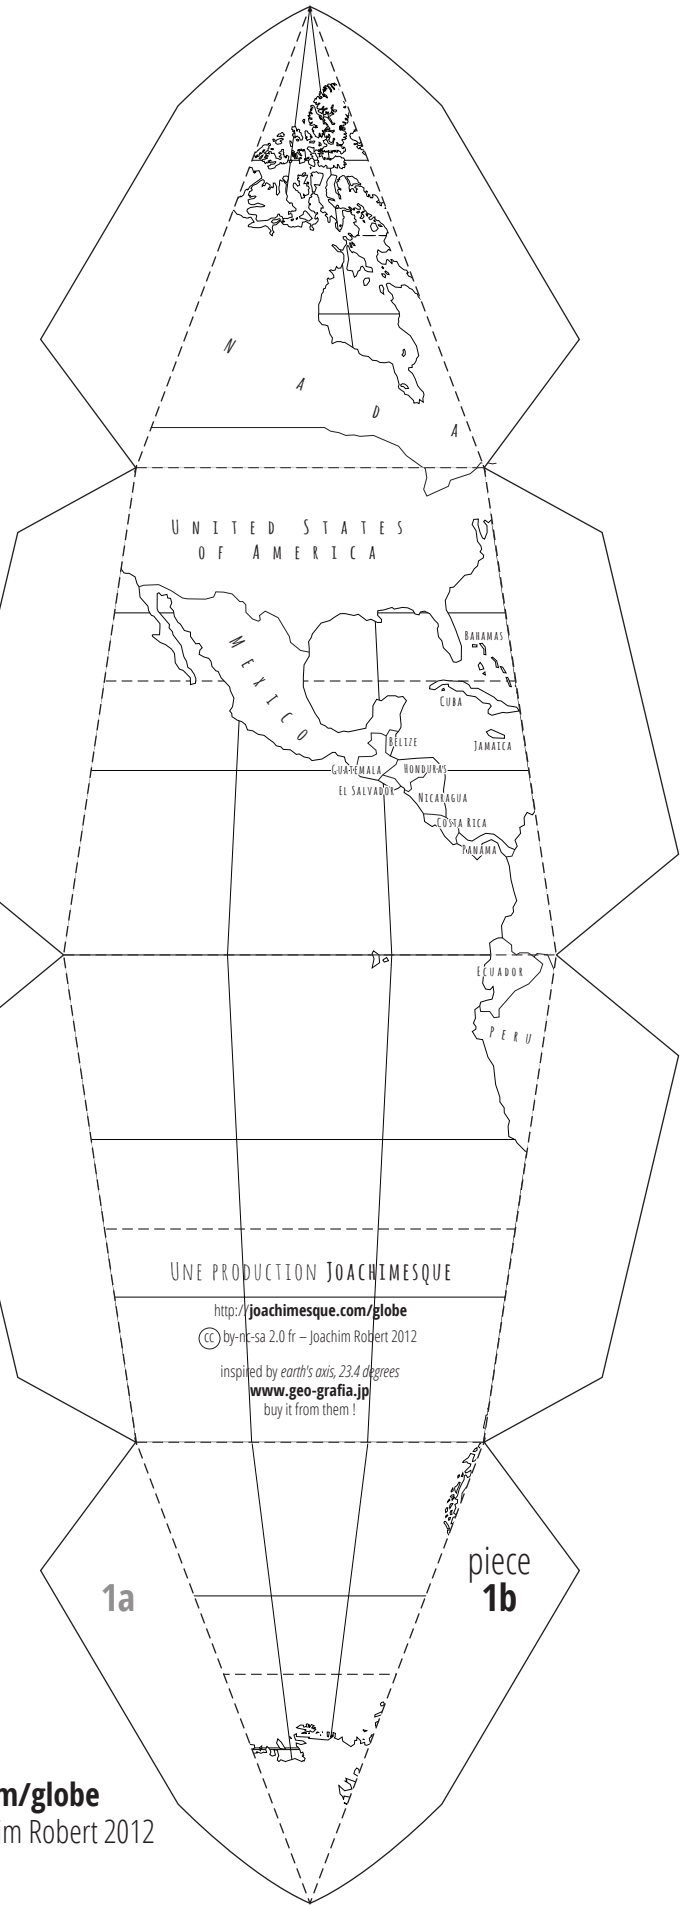 N A D A
UNITED STATES
OF AMERICA
MEXICO
BAHAMAS
CUBA
JAMAICA
BELIZE
GUATEMALA
HONDURAS
EL SALVADOR
NICARAGUA
COSTA RICA
PANAMA
ECUADOR
PERU
UNE PRODUCTION JOACHIMESQUE
http://joachimesque.com/globe
cc by-nc-sa 2.0 fr – Joachim Robert 2012
inspired by earth's axis, 23.4 degrees
www.geo-grafia.jp
buy it from them !
piece
1a
1b
m/globe
im Robert 2012